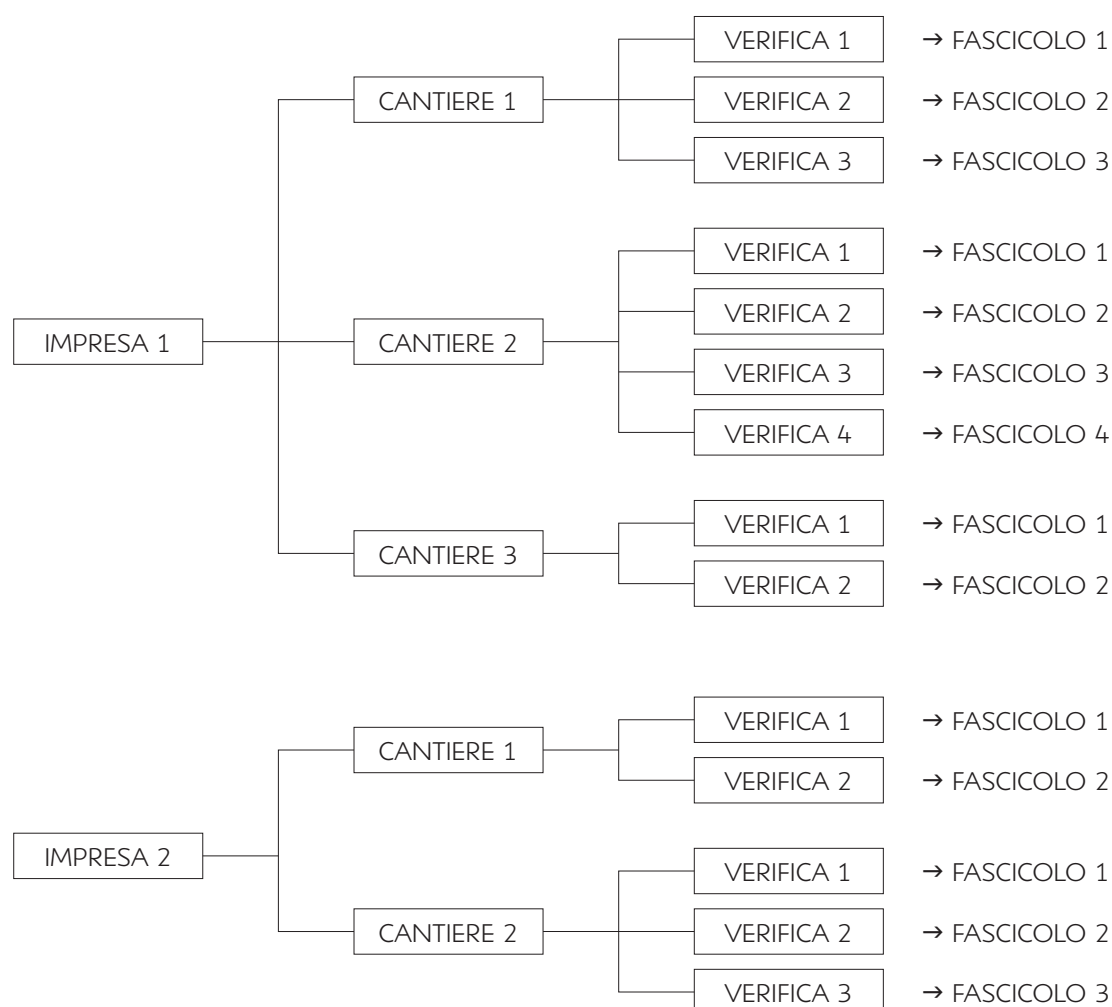 VERIFICA 1 → FASCICOLO 1
CANTIERE 1 VERIFICA 2 → FASCICOLO 2
VERIFICA 3 → FASCICOLO 3
VERIFICA 1 → FASCICOLO 1
VERIFICA 2 → FASCICOLO 2
IMPRESA 1 CANTIERE 2
VERIFICA 3 → FASCICOLO 3
VERIFICA 4 → FASCICOLO 4
VERIFICA 1 → FASCICOLO 1
CANTIERE 3
VERIFICA 2 → FASCICOLO 2
VERIFICA 1 → FASCICOLO 1
CANTIERE 1
VERIFICA 2 → FASCICOLO 2
IMPRESA 2
VERIFICA 1 → FASCICOLO 1
CANTIERE 2 VERIFICA 2 → FASCICOLO 2
VERIFICA 3 → FASCICOLO 3